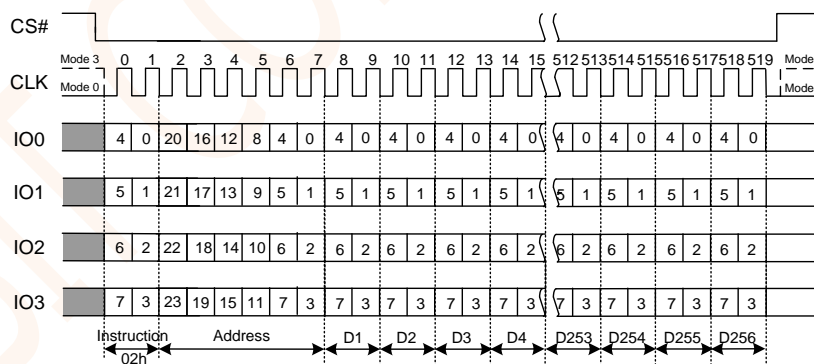 CS#
Mode 3 0 1 2 3 4 5 6 7 8 9 10 11 12 13 14 15 512 513 514 515 516 517 518 519 Mode
CLK
Mode 0 Mode
IO0 4 0 20 16 12 8 4 0 4 0 4 0 4 0 4 0 4 0 4 0 4 0 4 0
IO1 5 1 21 17 13 9 5 1 5 1 5 1 5 1 5 1 5 1 5 1 5 1 5 1
IO2 6 2 22 18 14 10 6 2 6 2 6 2 6 2 6 2 6 2 6 2 6 2 6 2
IO3 7 3 23 19 15 11 7 3 7 3 7 3 7 3 7 3 7 3 7 3 7 3 7 3
Instruction Address D1 D2 D3 D4 D253 D254 D255 D256
02h